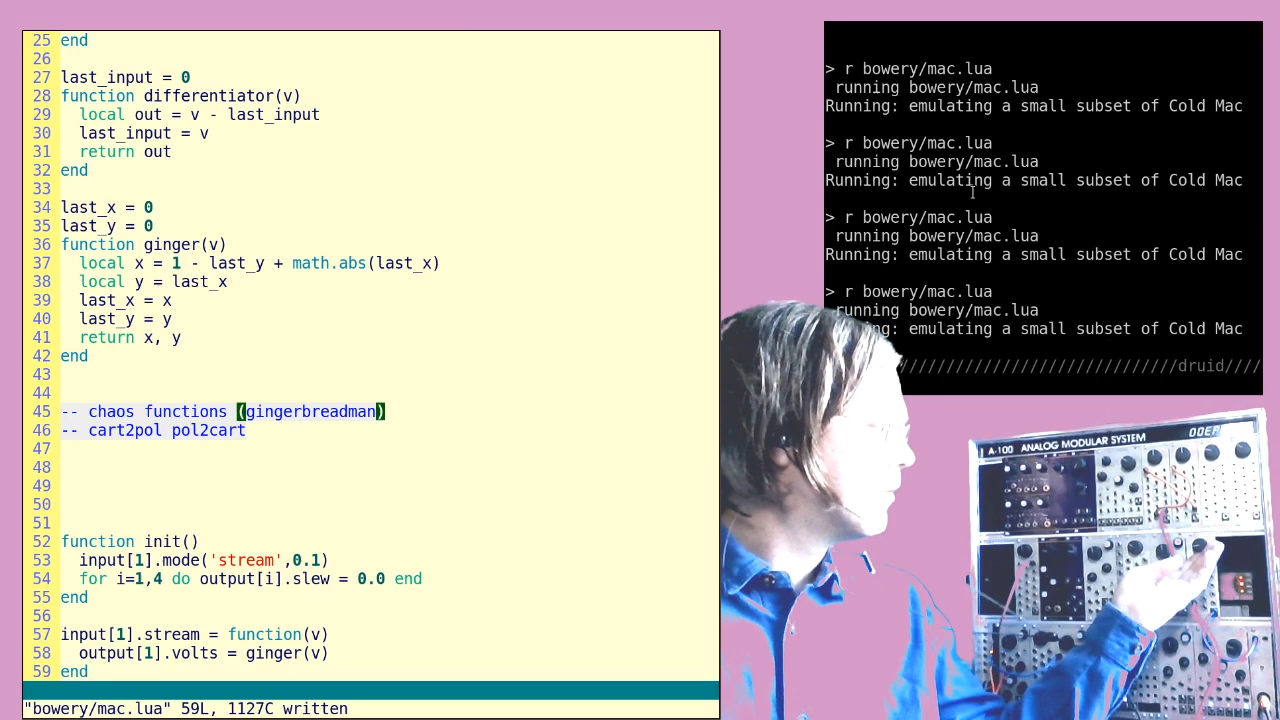 25 end
26
27 last_input = 0
28 function differentiator(v)
29   local out = v - last_input
30   last_input = v
31   return out
32 end
33
34 last_x = 0
35 last_y = 0
36 function ginger(v)
37   local x = 1 - last_y + math.abs(last_x)
38   local y = last_x
39   last_x = x
40   last_y = y
41   return x, y
42 end
43
44
45 -- chaos functions (gingerbreadman)
46 -- cart2pol pol2cart
47
48
49
50
51
52 function init()
53   input[1].mode('stream',0.1)
54   for i=1,4 do output[i].slew = 0.0 end
55 end
56
57 input[1].stream = function(v)
58   output[1].volts = ginger(v)
59 end
"bowery/mac.lua" 59L, 1127C written
> r bowery/mac.lua
running bowery/mac.lua
Running: emulating a small subset of Cold Mac
> r bowery/mac.lua
running bowery/mac.lua
Running: emulating a small subset of Cold Mac
> r bowery/mac.lua
running bowery/mac.lua
Running: emulating a small subset of Cold Mac
> r bowery/mac.lua
running bowery/mac.lua
emulating a small subset of Cold Mac
//////////////////////////////druid////
A-100 ANALOG MODULAR SYSTEM